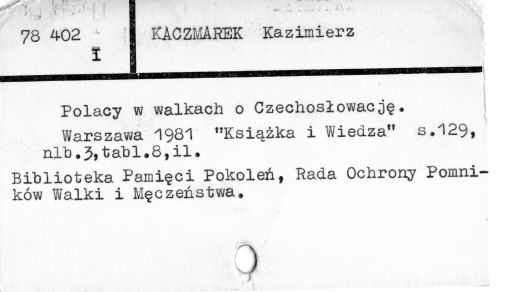 78 402
I
KACZMAREK Kazimierz
Polacy w walkach o Czechosłowację.
Warszawa 1981 "Książka i Wiedza" s.129,
nlb.3,tabl.8,il.
Biblioteka Pamięci Pokoleń, Rada Ochrony Pomni-
ków Walki i Męczeństwa.